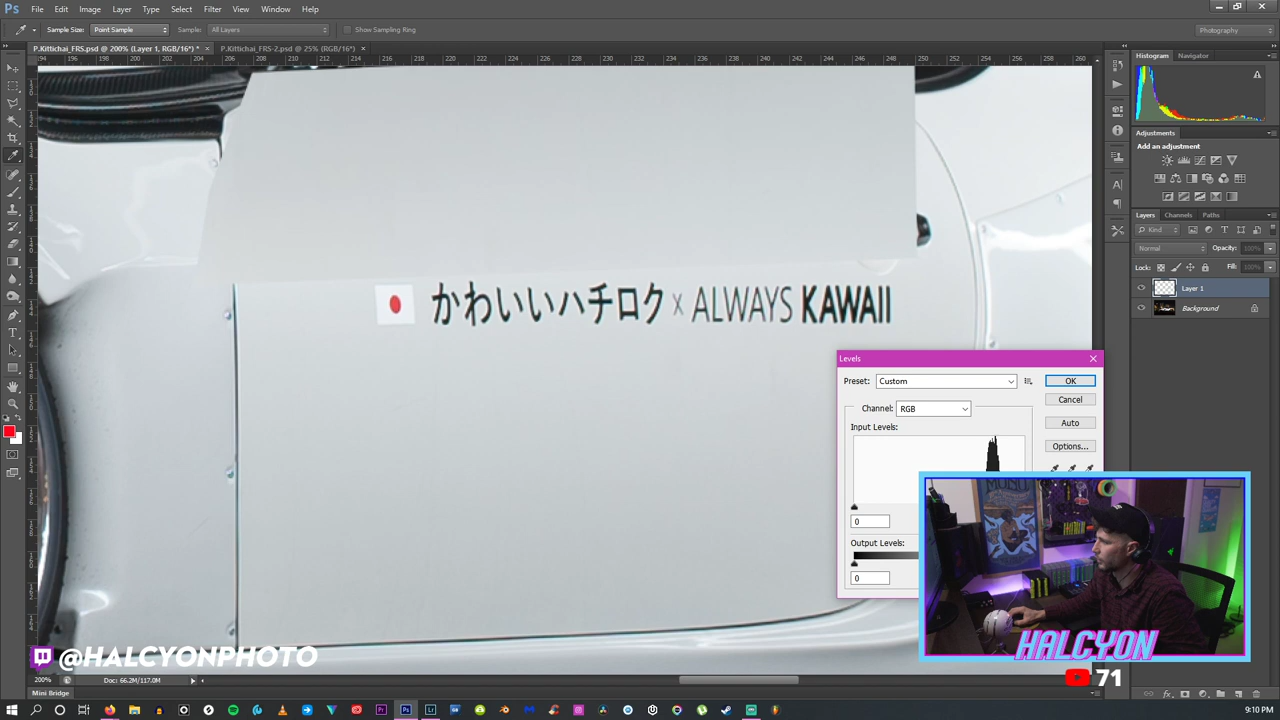 Ps File Edit Image Layer Type Select Filter View Window Help
Sample Size: Point Sample Sample: All Layers Show Sampling Ring Photography
P.Kittichai_FRS.psd @ 200% (Layer 1, RGB/16*) * × P.Kittichai_FRS-2.psd @ 25% (RGB/16*) ×
Histogram Navigator
Adjustments
Add an adjustment
Layers Channels Paths
Kind
Normal Opacity: 100%
Lock: Fill: 100%
Layer 1
Background
かわいいハチロク × ALWAYS KAWAII
Levels
Preset: Custom OK
Cancel
Channel: RGB
Auto
Input Levels:
Options...
0
Output Levels:
0
HALCYON
@HALCYONPHOTO
71
200% Doc: 66.2M/117.0M
Mini Bridge
9:10 PM